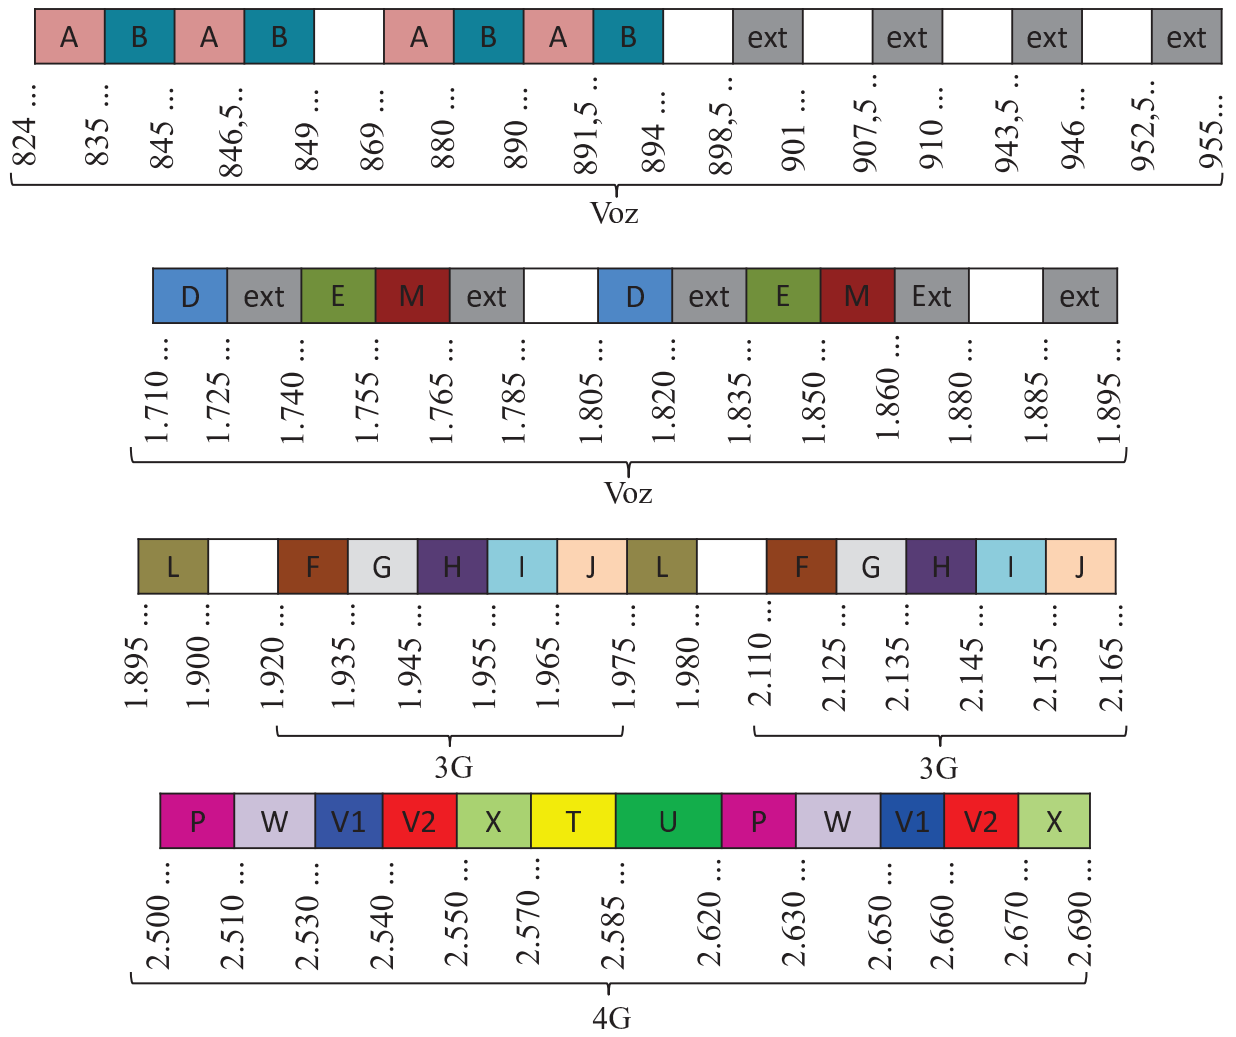 A B A B A B A B ext ext ext ext
824 ... 835 ... 845 ... 846,5.. 849 ... 869 ... 880 ... 890 ... 891,5 .. 894 ... 898,5 .. 901 ... 907,5 .. 910 ... 943,5 .. 946 ... 952,5.. 955...
Voz
D ext E M ext D ext E M Ext ext
1.710 ... 1.725 ... 1.740 ... 1.755 ... 1.765 ... 1.785 ... 1.805 ... 1.820 ... 1.835 ... 1.850 ... 1.860 ... 1.880 ... 1.885 ... 1.895 ...
Voz
L F G H I J L F G H I J
1.895 ... 1.900 ... 1.920 ... 1.935 ... 1.945 ... 1.955 ... 1.965 ... 1.975 ... 1.980 ... 2.110 ... 2.125 ... 2.135 ... 2.145 ... 2.155 ... 2.165 ...
3G 3G
P W V1 V2 X T U P W V1 V2 X
2.500 ... 2.510 ... 2.530 ... 2.540 ... 2.550 ... 2.570 ... 2.585 ... 2.620 ... 2.630 ... 2.650 ... 2.660 ... 2.670 ... 2.690 ...
4G